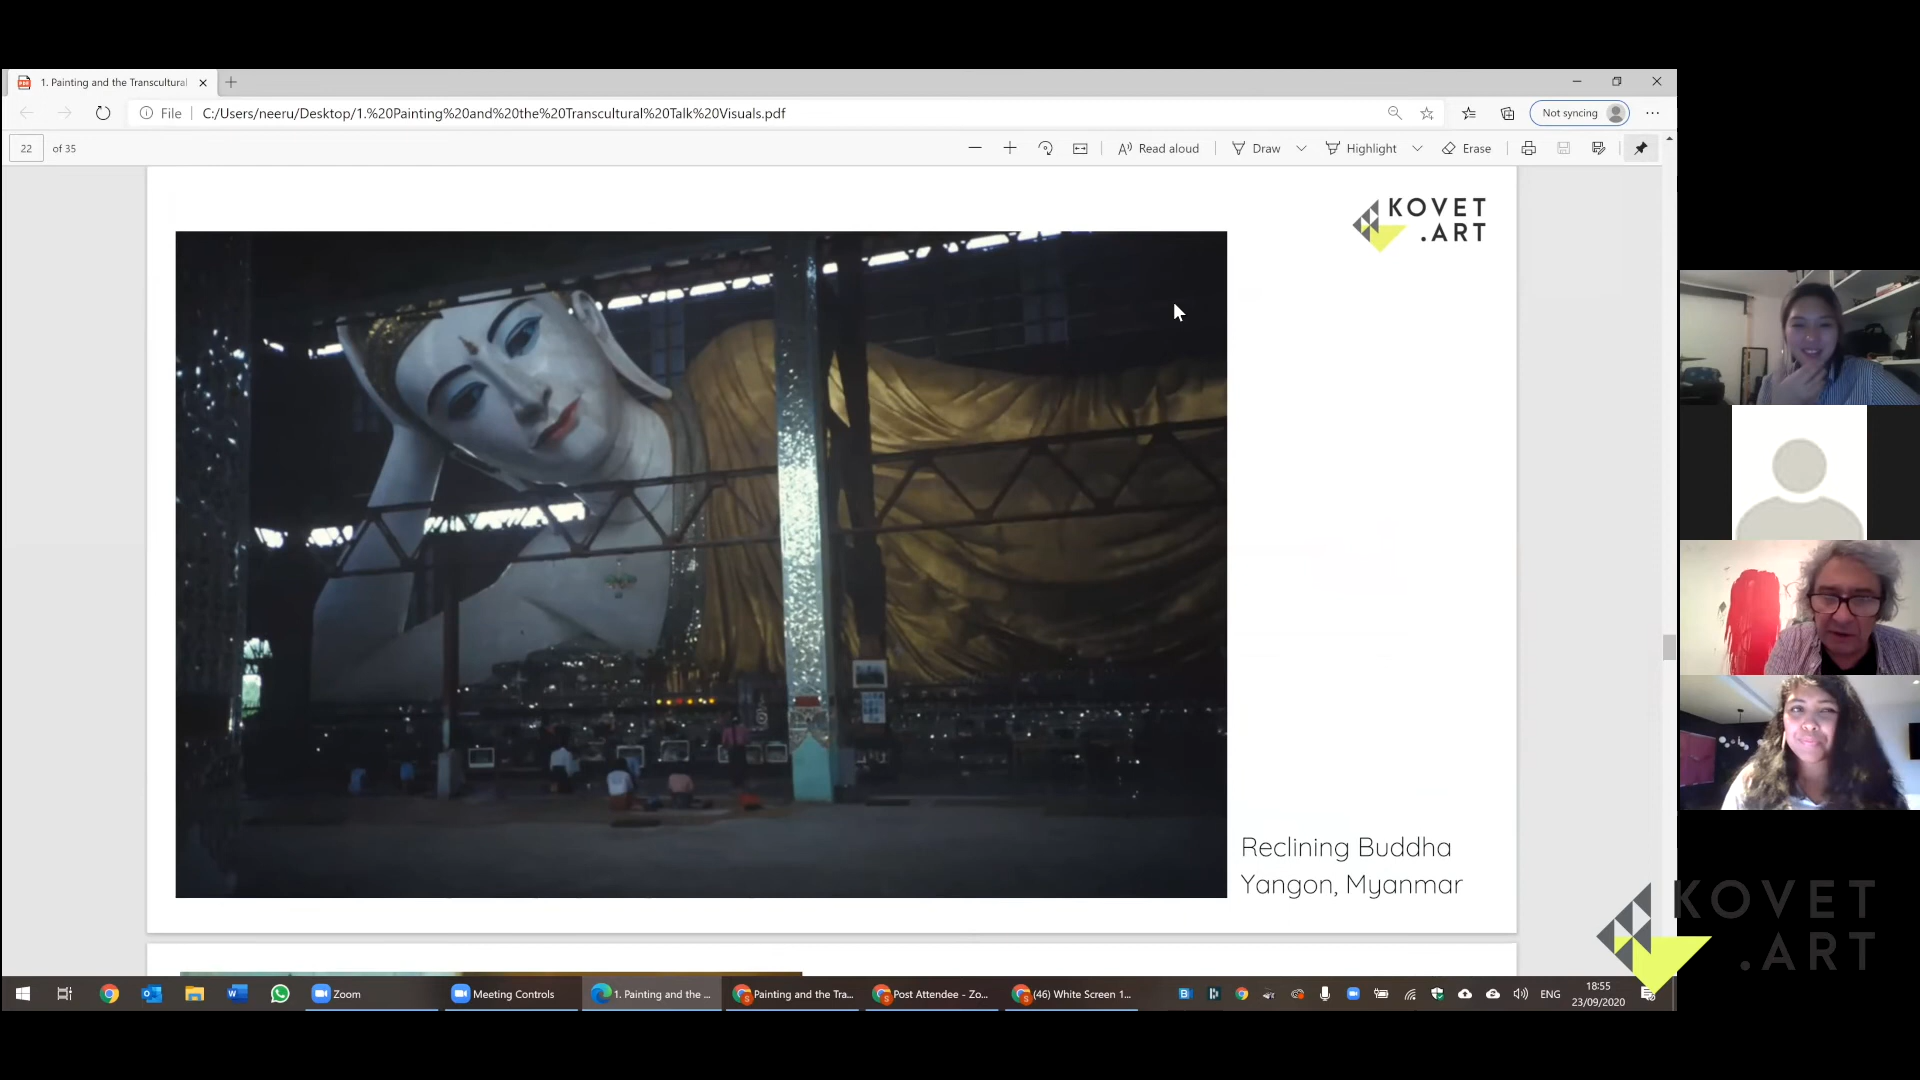 1. Painting and the Transcultural
File
C:/Users/neeru/Desktop/1.%20Painting%20and%20the%20Transcultural%20Talk%20Visuals.pdf
Not syncing
22
of 35
Read aloud
Draw
Highlight
Erase
KOVET
.ART
Reclining Buddha
Yangon, Myanmar
KOVET
.ART
Zoom
Meeting Controls
1. Painting and the ...
Painting and the Tra...
Post Attendee - Zo...
(46) White Screen 1...
ENG
18:55
23/09/2020